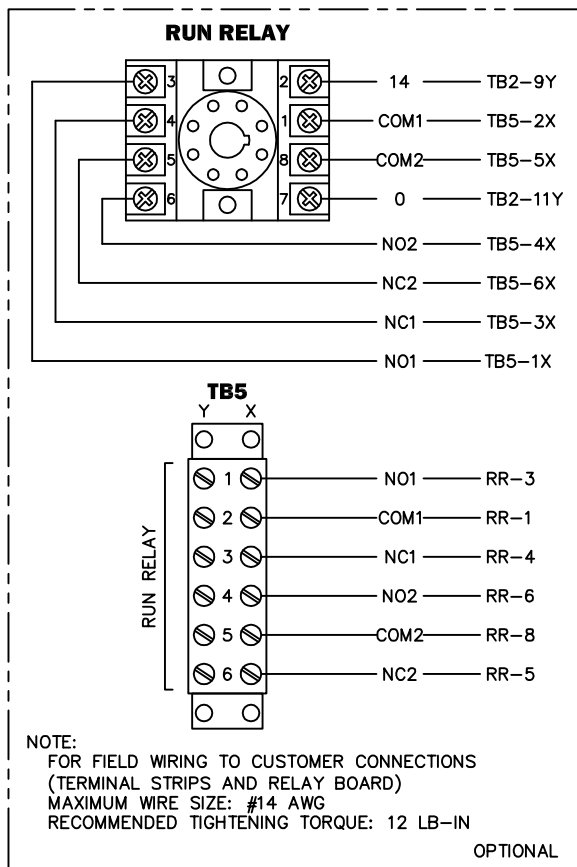 RUN RELAY
3 2 14 TB2-9Y
4 1 COM1 TB5-2X
5 8 COM2 TB5-5X
6 7 0 TB2-11Y
NO2 TB5-4X
NC2 TB5-6X
NC1 TB5-3X
NO1 TB5-1X
TB5
Y X
RUN RELAY
1 NO1 RR-3
2 COM1 RR-1
3 NC1 RR-4
4 NO2 RR-6
5 COM2 RR-8
6 NC2 RR-5
NOTE:
FOR FIELD WIRING TO CUSTOMER CONNECTIONS
(TERMINAL STRIPS AND RELAY BOARD)
MAXIMUM WIRE SIZE: #14 AWG
RECOMMENDED TIGHTENING TORQUE: 12 LB-IN
OPTIONAL